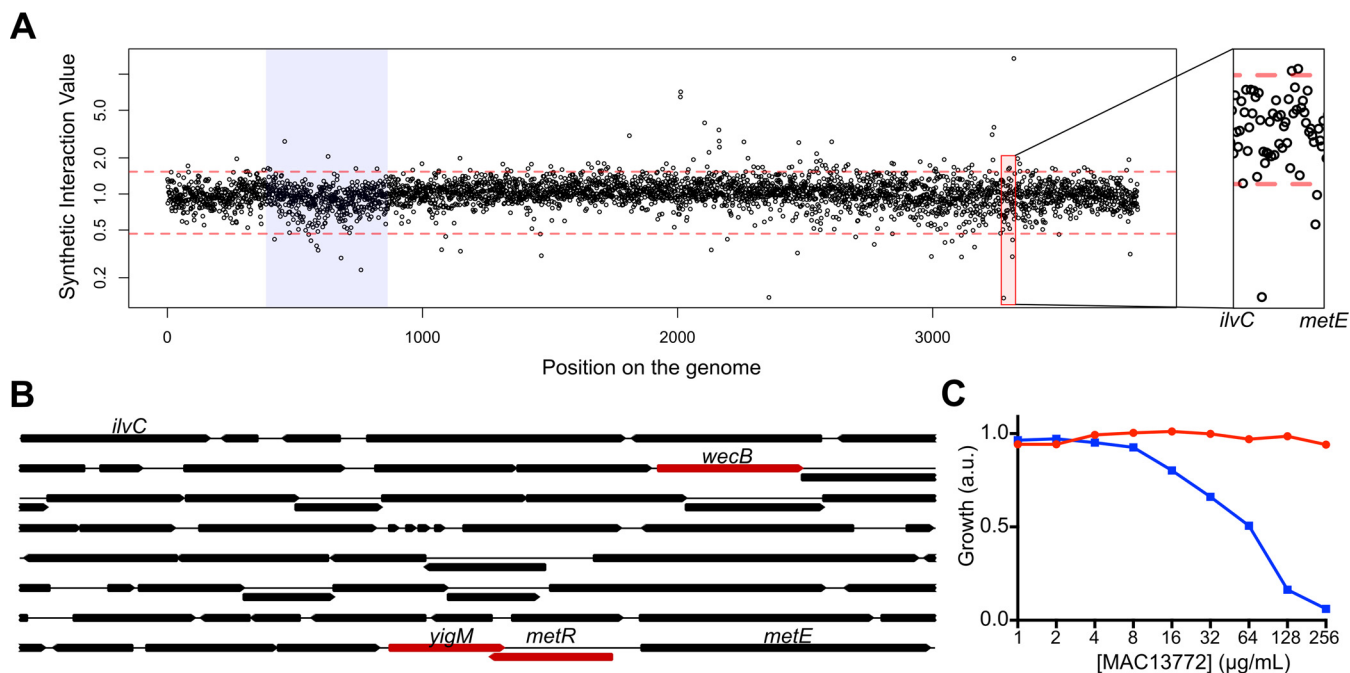 A
Synthetic Interaction Value
5.0
2.0
1.0
0.5
0.2
0
1000
2000
3000
Position on the genome
ilvC
metE
B
ilvC
wecB
yigM
metR
metE
C
Growth (a.u.)
1.0
0.5
0.0
1 2 4 8 16 32 64 128 256
[MAC13772] (µg/mL)